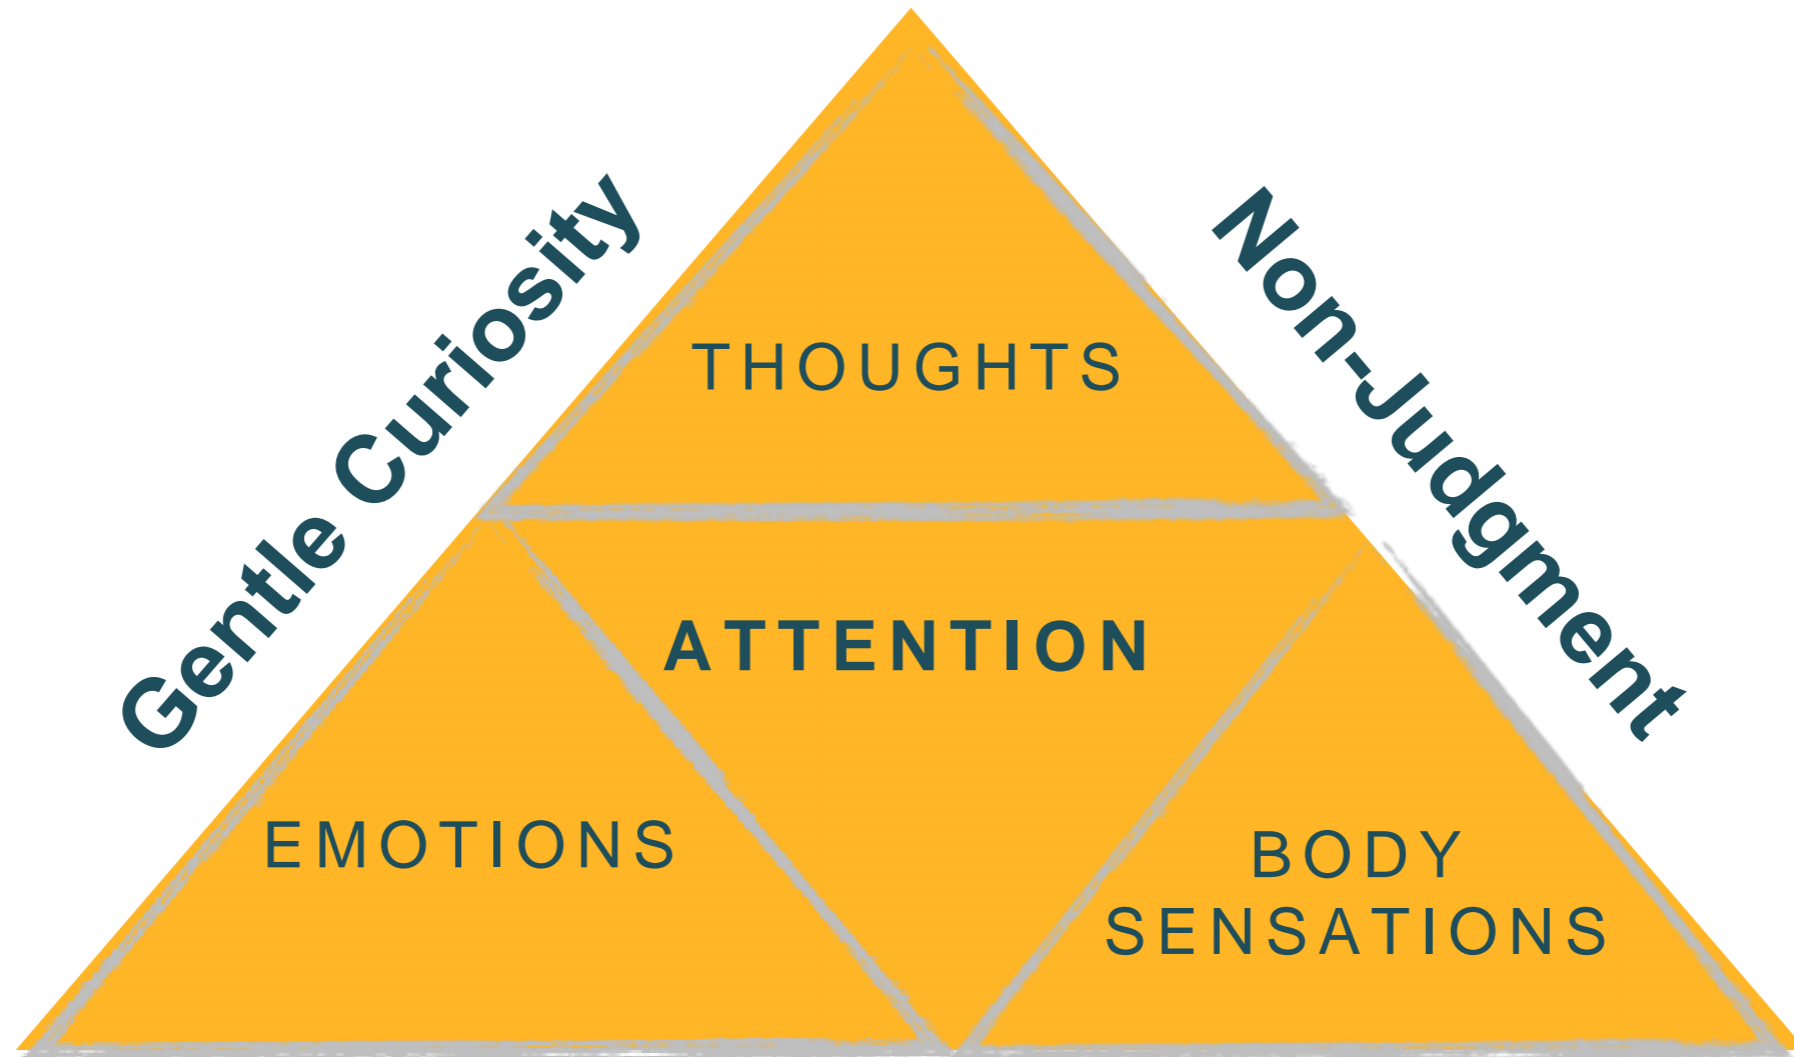 Gentle Curiosity
Non-Judgment
THOUGHTS
ATTENTION
EMOTIONS
BODY
SENSATIONS